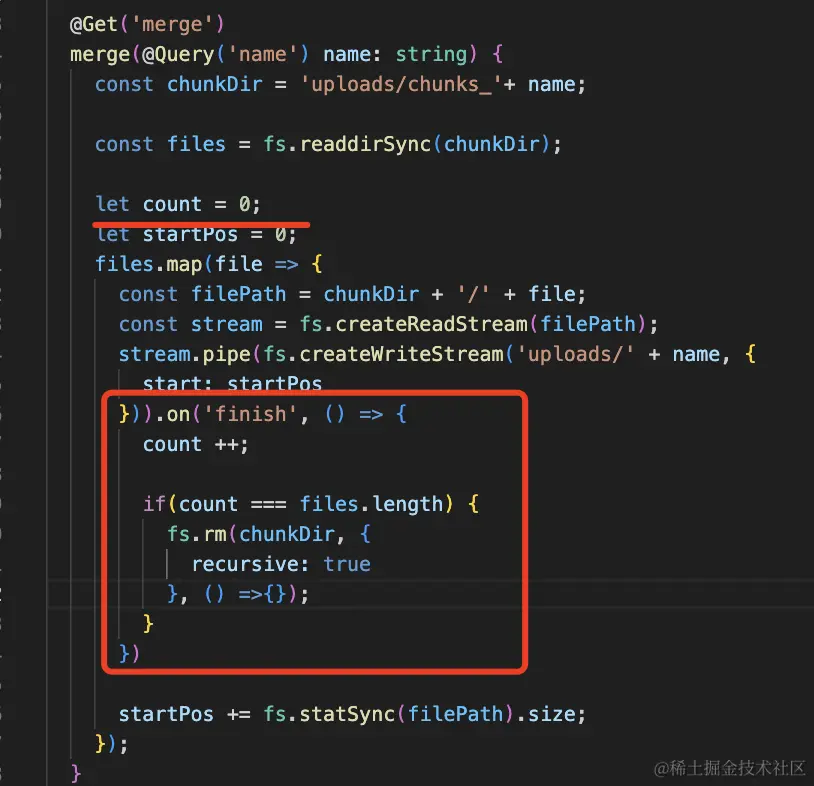 @Get('merge')
merge(@Query('name') name: string) {
const chunkDir = 'uploads/chunks_'+ name;
const files = fs.readdirSync(chunkDir);
let count = 0;
let startPos = 0;
files.map(file => {
const filePath = chunkDir + '/' + file;
const stream = fs.createReadStream(filePath);
stream.pipe(fs.createWriteStream('uploads/' + name, {
start: startPos
})).on('finish', () => {
count ++;
if(count === files.length) {
fs.rm(chunkDir, {
recursive: true
}, () =>{});
}
})
startPos += fs.statSync(filePath).size;
});
}
@稀土掘金技术社区